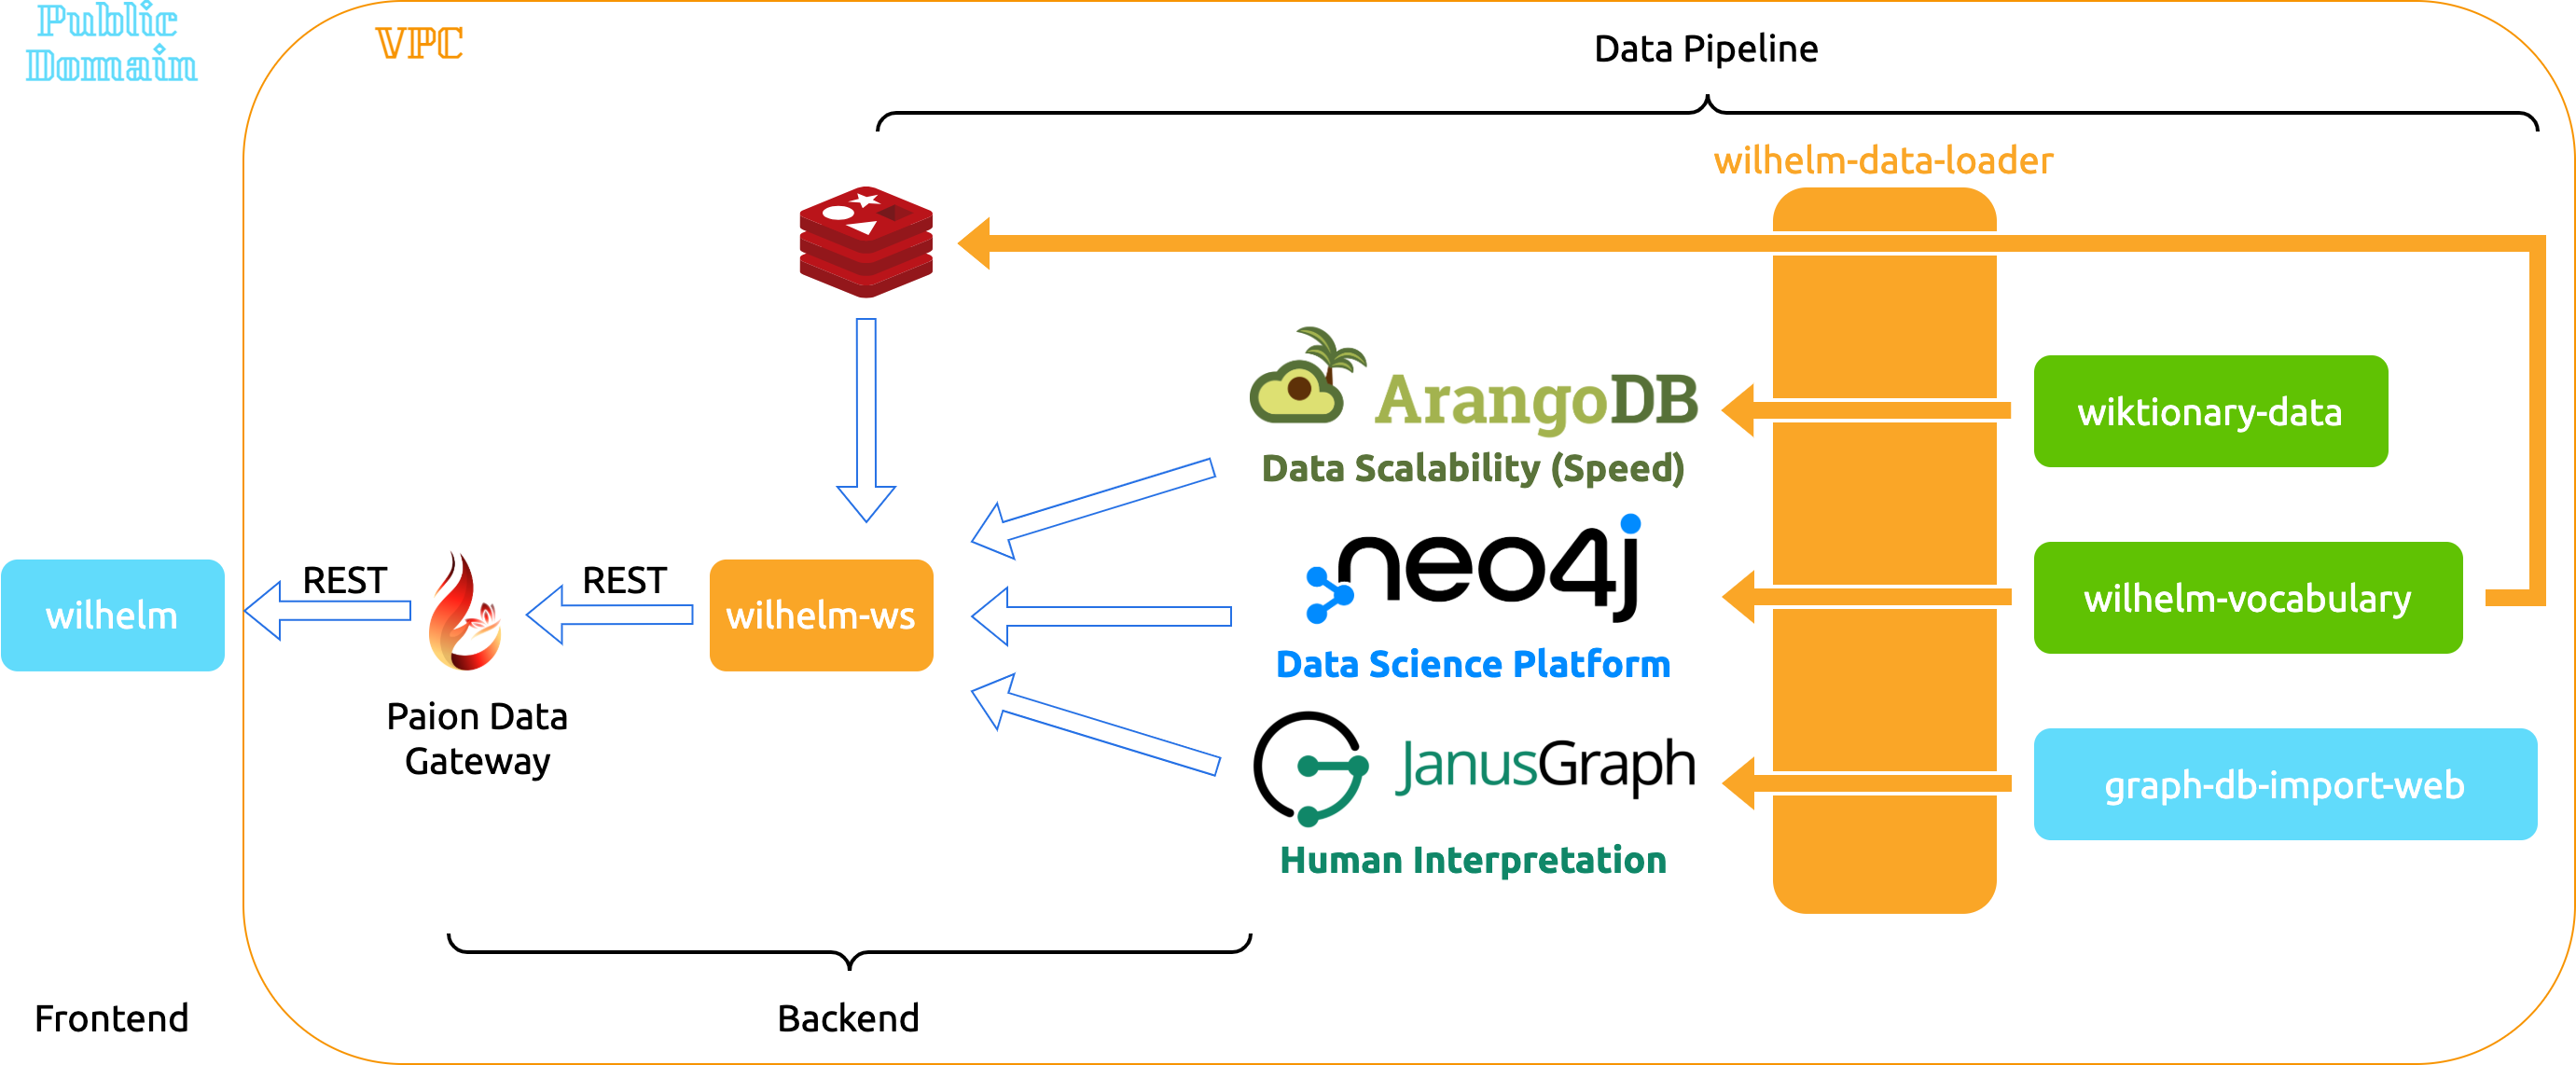 Public
Domain
VPC
Data Pipeline
wilhelm-data-loader
ArangoDB
Data Scalability (Speed)
wiktionary-data
neo4j
Data Science Platform
wilhelm-vocabulary
wilhelm
REST
REST
wilhelm-ws
Paion Data
Gateway
JanusGraph
Human Interpretation
graph-db-import-web
Frontend
Backend